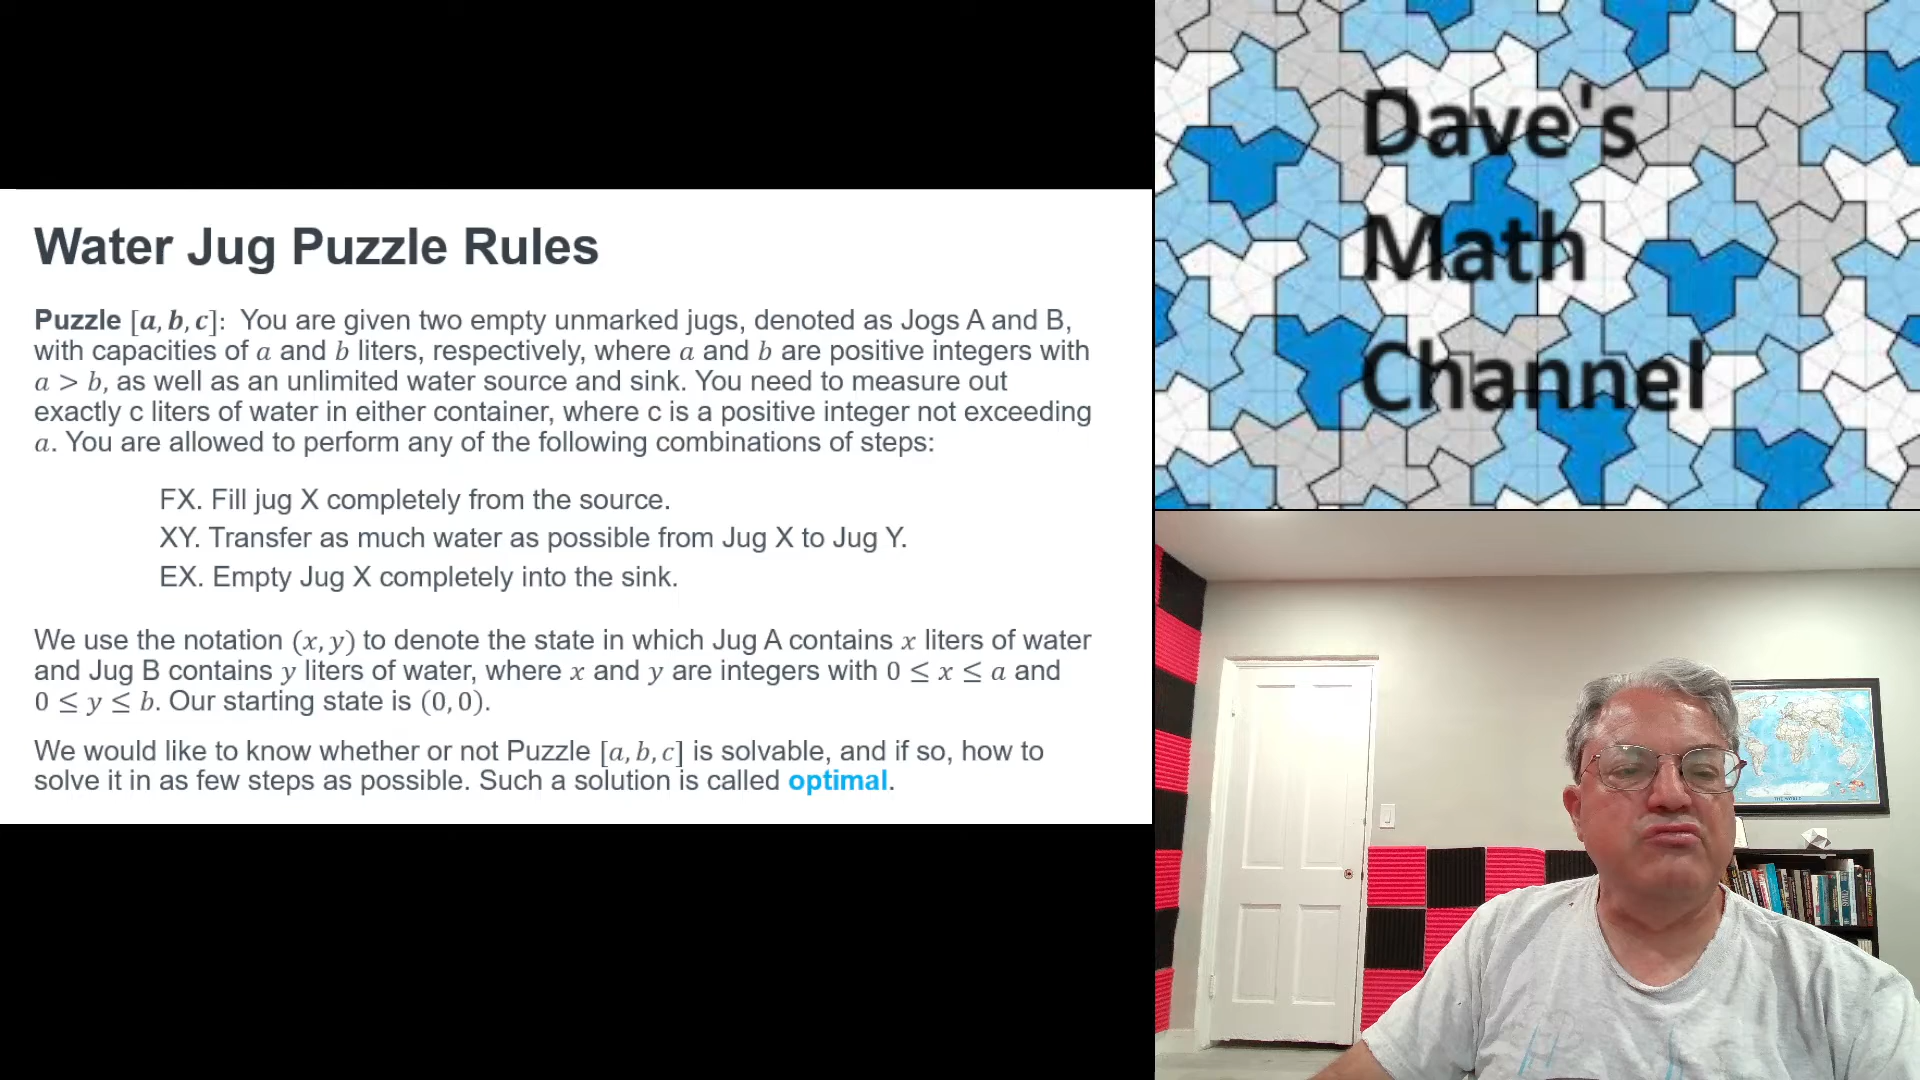 Water Jug Puzzle Rules
Puzzle [a, b, c]: You are given two empty unmarked jugs, denoted as Jogs A and B,
with capacities of a and b liters, respectively, where a and b are positive integers with
a > b, as well as an unlimited water source and sink. You need to measure out
exactly c liters of water in either container, where c is a positive integer not exceeding
a. You are allowed to perform any of the following combinations of steps:
FX. Fill jug X completely from the source.
XY. Transfer as much water as possible from Jug X to Jug Y.
EX. Empty Jug X completely into the sink.
We use the notation (x, y) to denote the state in which Jug A contains x liters of water
and Jug B contains y liters of water, where x and y are integers with 0 ≤ x ≤ a and
0 ≤ y ≤ b. Our starting state is (0, 0).
We would like to know whether or not Puzzle [a, b, c] is solvable, and if so, how to
solve it in as few steps as possible. Such a solution is called optimal.
Dave's
Math
Channel